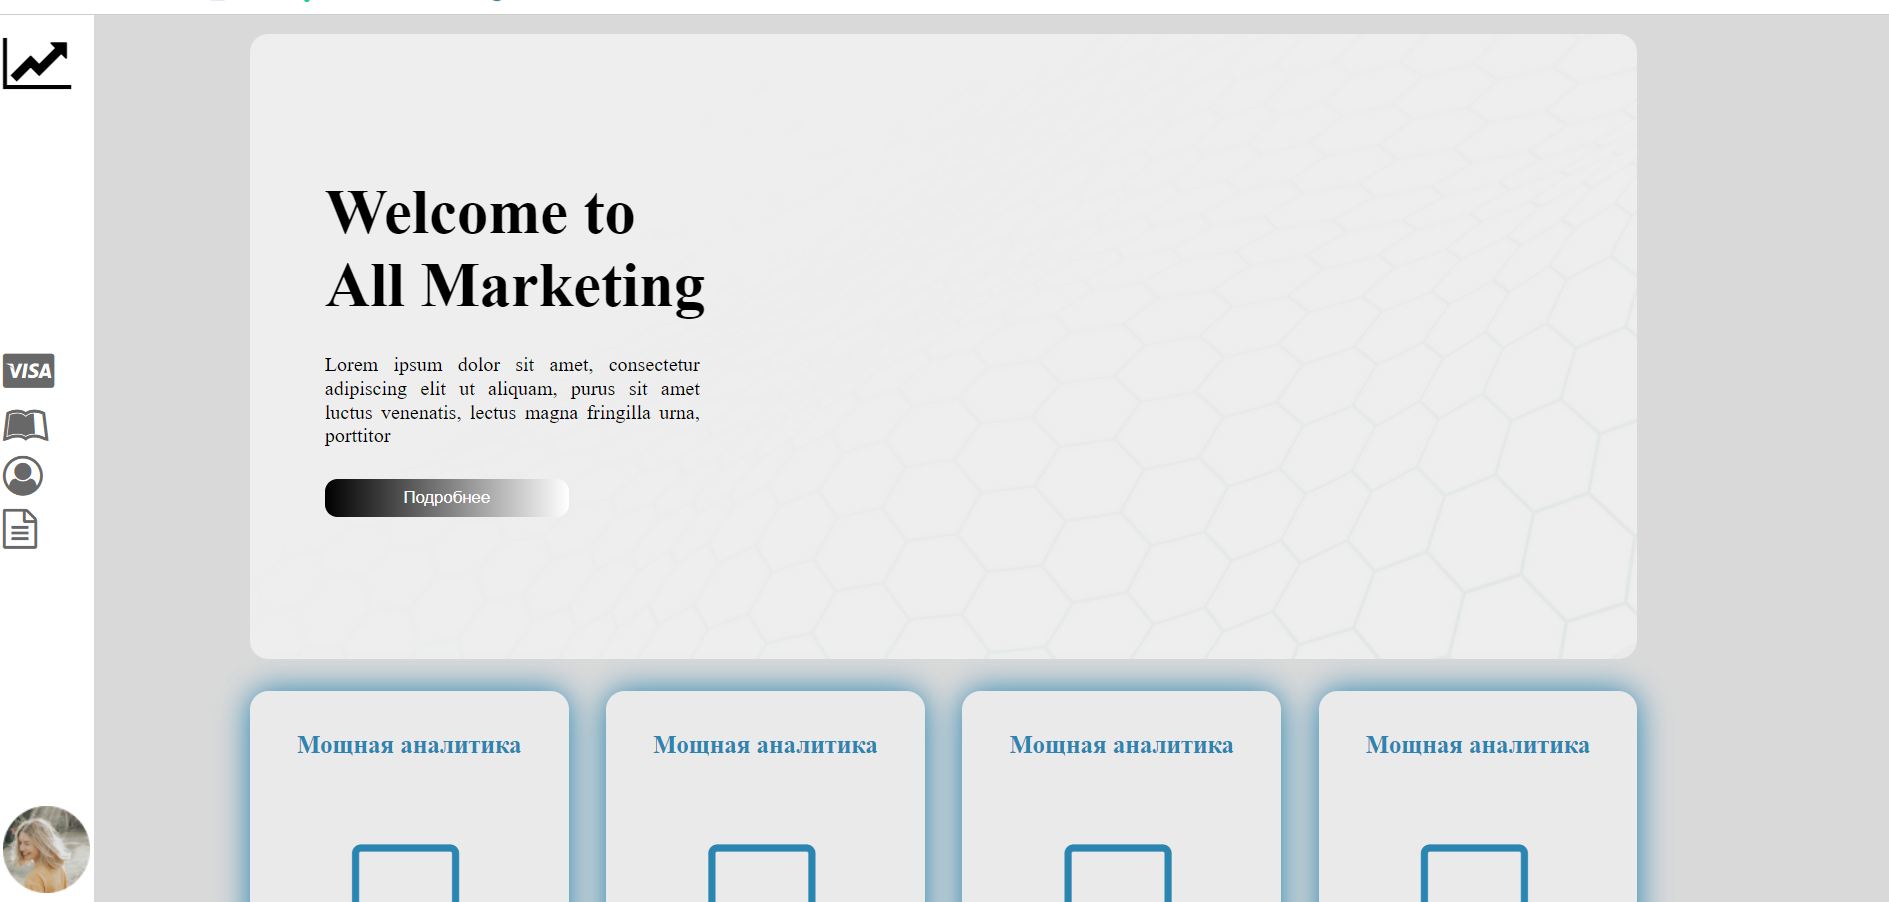 Welcome to
All Marketing
Lorem ipsum dolor sit amet, consectetur
adipiscing elit ut aliquam, purus sit amet
luctus venenatis, lectus magna fringilla urna,
porttitor
Подробнее
VISA
Мощная аналитика
Мощная аналитика
Мощная аналитика
Мощная аналитика